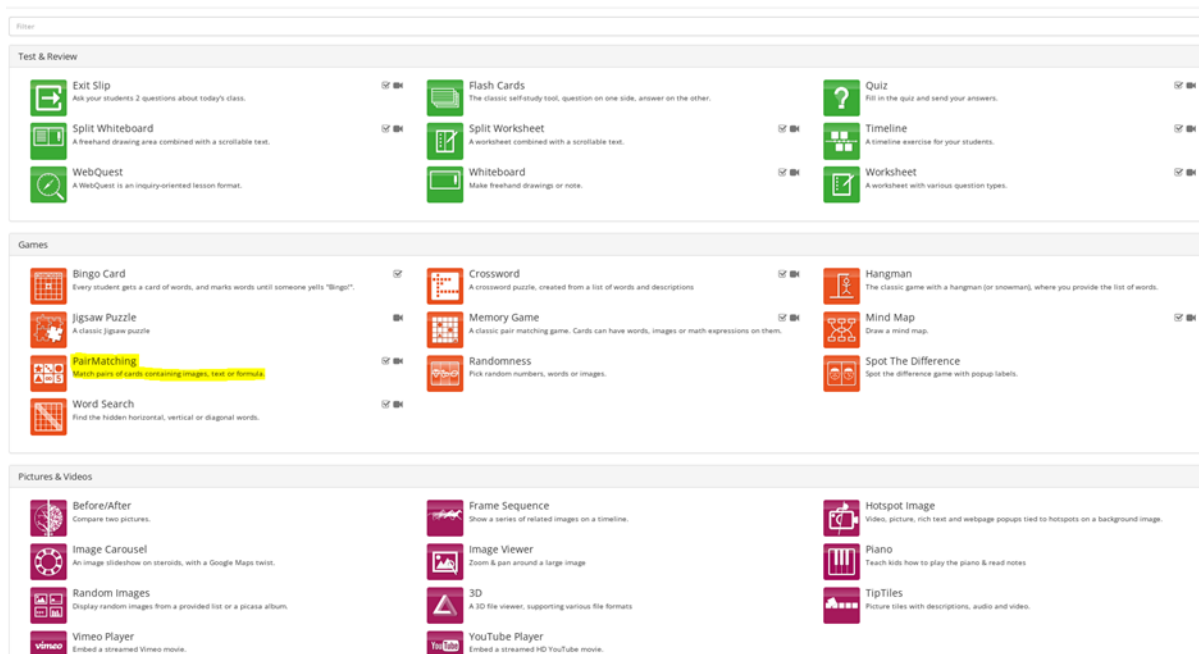 Filter
Test & Review
Exit Slip
Ask your students 2 questions about today's class.
Flash Cards
The classic self-study tool, question on one side, answer on the other.
Quiz
Fill in the quiz and send your answers.
Split Whiteboard
A freehand drawing area combined with a scrollable text.
Split Worksheet
A worksheet combined with a scrollable text.
Timeline
A timeline exercise for your students.
WebQuest
A WebQuest is an inquiry-oriented lesson format.
Whiteboard
Make freehand drawings or note.
Worksheet
A worksheet with various question types.
Games
Bingo Card
Every student gets a card of words, and marks words until someone yells "Bingo!".
Crossword
A crossword puzzle, created from a list of words and descriptions
Hangman
The classic game with a hangman (or snowman), where you provide the list of words.
Jigsaw Puzzle
A classic Jigsaw puzzle
Memory Game
A classic pair matching game. Cards can have words, images or math expressions on them.
Mind Map
Draw a mind map.
PairMatching
Match pairs of cards containing images, text or formula.
Randomness
Pick random numbers, words or images.
Spot The Difference
Spot the difference game with popup labels.
Word Search
Find the hidden horizontal, vertical or diagonal words.
Pictures & Videos
Before/After
Compare two pictures.
Frame Sequence
Show a series of related images on a timeline.
Hotspot Image
Video, picture, rich text and webpage popups tied to hotspots on a background image.
Image Carousel
An image slideshow on steroids, with a Google Maps twist.
Image Viewer
Zoom & pan around a large image
Piano
Teach kids how to play the piano & read notes
Random Images
Display random images from a provided list or a picasa album.
3D
A 3D file viewer, supporting various file formats
TipTiles
Picture tiles with descriptions, audio and video.
vimeo
Vimeo Player
Embed a streamed Vimeo movie.
YouTube
YouTube Player
Embed a streamed HD YouTube movie.